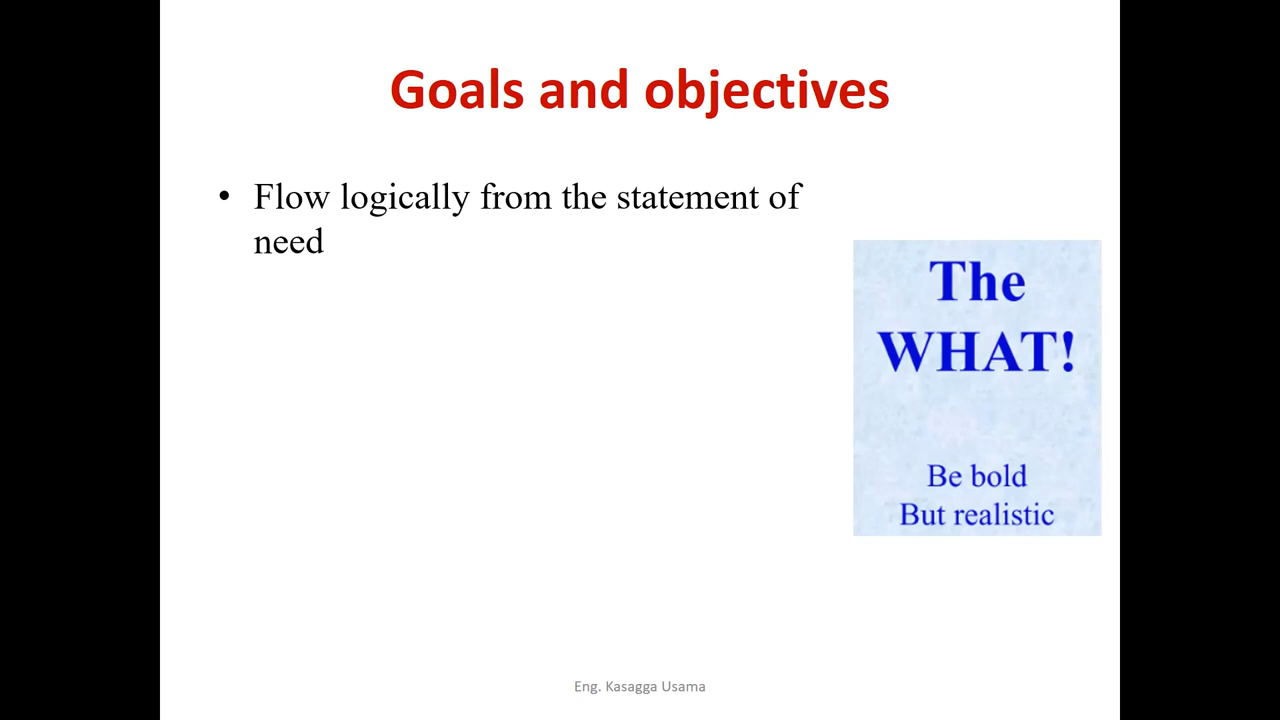 Goals and objectives
• Flow logically from the statement of
need
The
WHAT!
Be bold
But realistic
Eng. Kasagga Usama